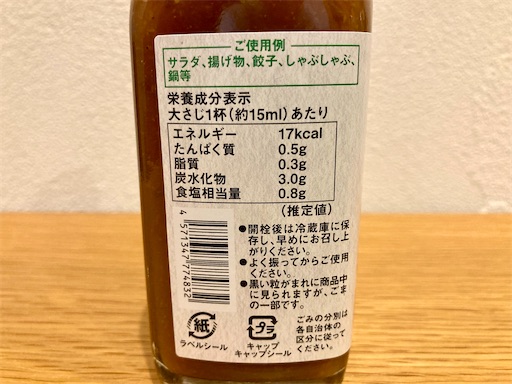 ご使用例
サラダ、揚げ物、餃子、しゃぶしゃぶ、
鍋等
栄養成分表示
大さじ1杯(約15ml)あたり
エネルギー 17kcal
たんぱく質 0.5g
脂質 0.3g
炭水化物 3.0g
食塩相当量 0.8g
(推定値)
●開栓後は冷蔵庫に保
存し、早めにお召し上
がりください。
●よく振ってからご使用
ください。
●黒い粒がまれに商品中
に見られますが、ごま
の一部です。
4571347774832
紙
ラベルシール
プラ
キャップ
キャップシール
ごみの分別は
各自治体の
区分に従って
ください。